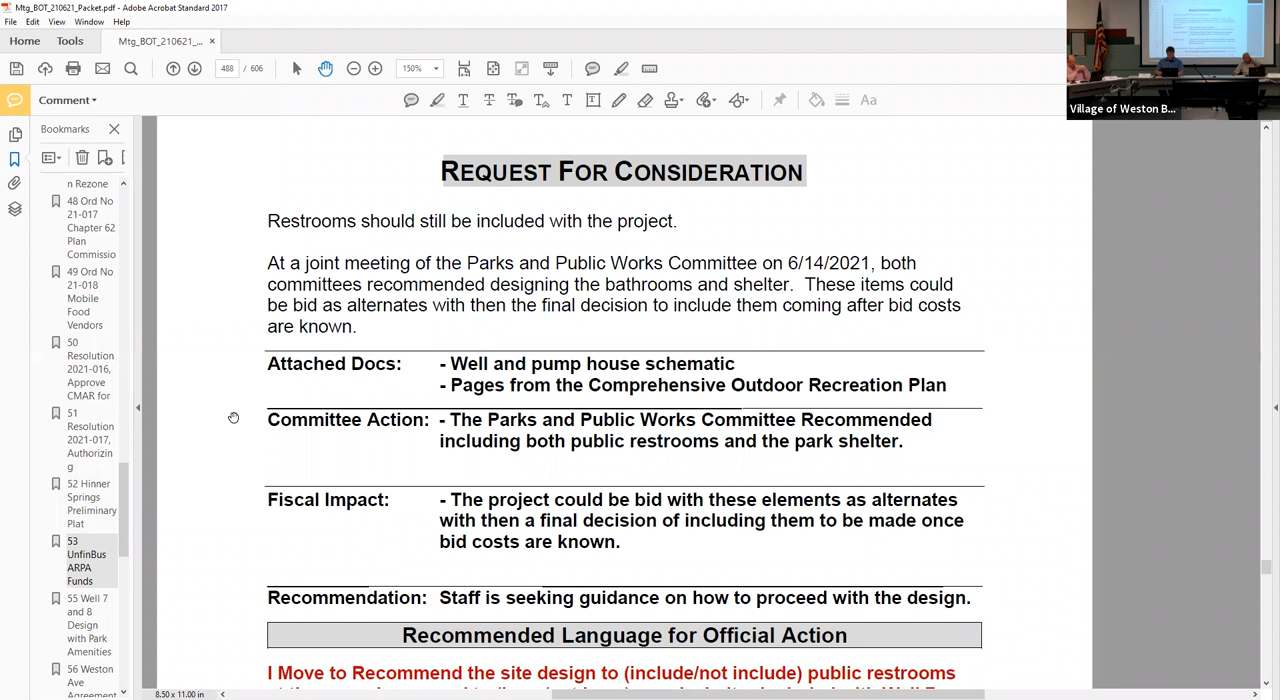 Mtg_BOT_210621_Packet.pdf - Adobe Acrobat Standard 2017
File Edit View Window Help
Home Tools Mtg_BOT_210621_... ×
488 / 606 150%
Comment
Bookmarks
n Rezone
48 Ord No
21-017
Chapter 62
Plan
Commissio
49 Ord No
21-018
Mobile
Food
Vendors
50
Resolution
2021-016,
Approve
CMAR for
51
Resolution
2021-017,
Authorizin
g
52 Hinner
Springs
Preliminary
Plat
53
UnfinBus
ARPA
Funds
55 Well 7
and 8
Design
with Park
Amenities
56 Weston
Ave
Agreement
REQUEST FOR CONSIDERATION
Restrooms should still be included with the project.
At a joint meeting of the Parks and Public Works Committee on 6/14/2021, both
committees recommended designing the bathrooms and shelter. These items could
be bid as alternates with then the final decision to include them coming after bid costs
are known.
Attached Docs: - Well and pump house schematic
- Pages from the Comprehensive Outdoor Recreation Plan
Committee Action: - The Parks and Public Works Committee Recommended
including both public restrooms and the park shelter.
Fiscal Impact: - The project could be bid with these elements as alternates
with then a final decision of including them to be made once
bid costs are known.
Recommendation: Staff is seeking guidance on how to proceed with the design.
Recommended Language for Official Action
I Move to Recommend the site design to (include/not include) public restrooms
8.50 x 11.00 in
Village of Weston B...